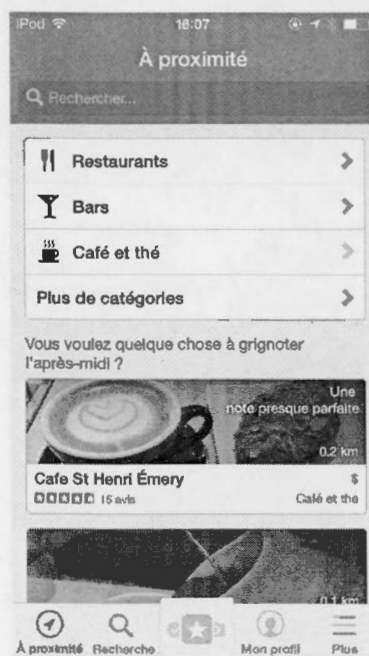 iPod 16:07
À proximité
Rechercher...
Restaurants
Bars
Café et thé
Plus de catégories
Vous voulez quelque chose à grignoter
l'après-midi ?
Une
note presque parfaite
0.2 km
Cafe St Henri Émery $
15 avis Café et the
0.1 km
À proximité Recherche Mon profil Plus